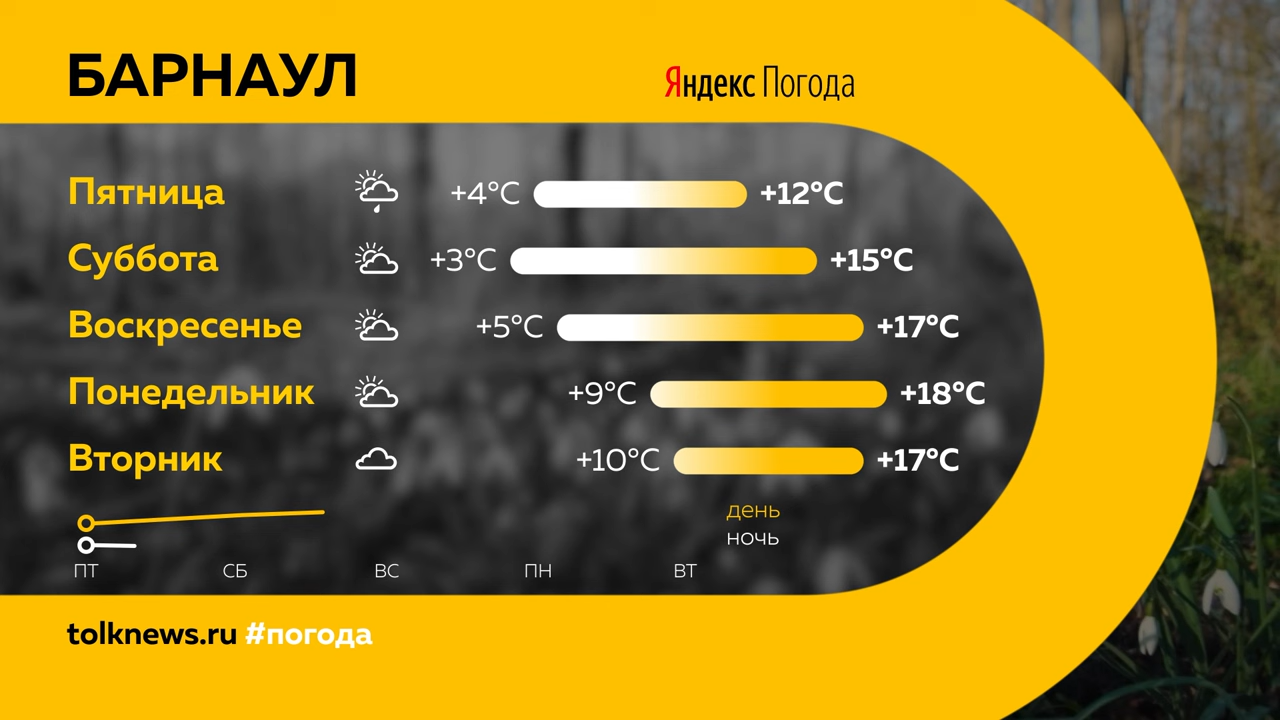 БАРНАУЛ
Яндекс Погода
Пятница +4°C +12°C
Суббота +3°C +15°C
Воскресенье +5°C +17°C
Понедельник +9°C +18°C
Вторник +10°C +17°C
день
ночь
ПТ СБ ВС ПН ВТ
tolknews.ru #погода